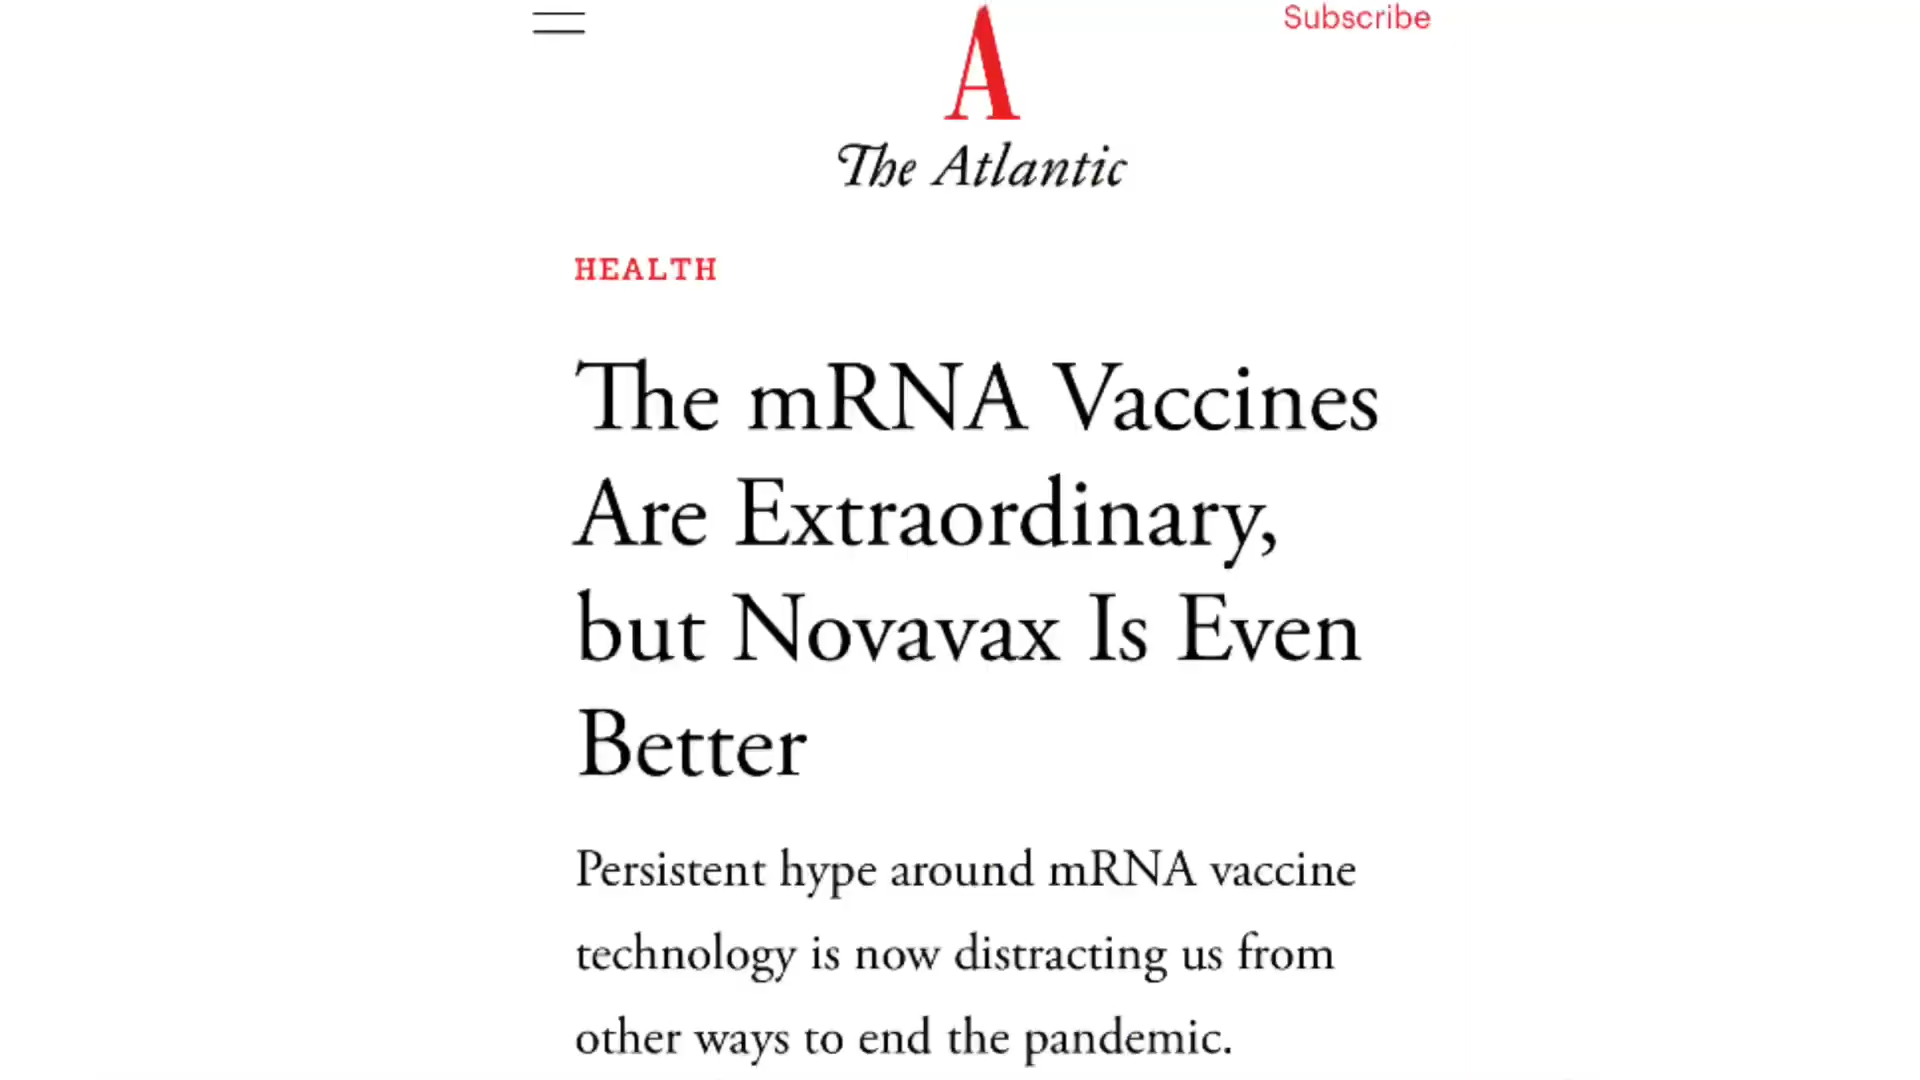 Subscribe
A
The Atlantic
HEALTH
The mRNA Vaccines
Are Extraordinary,
but Novavax Is Even
Better
Persistent hype around mRNA vaccine
technology is now distracting us from
other ways to end the pandemic.